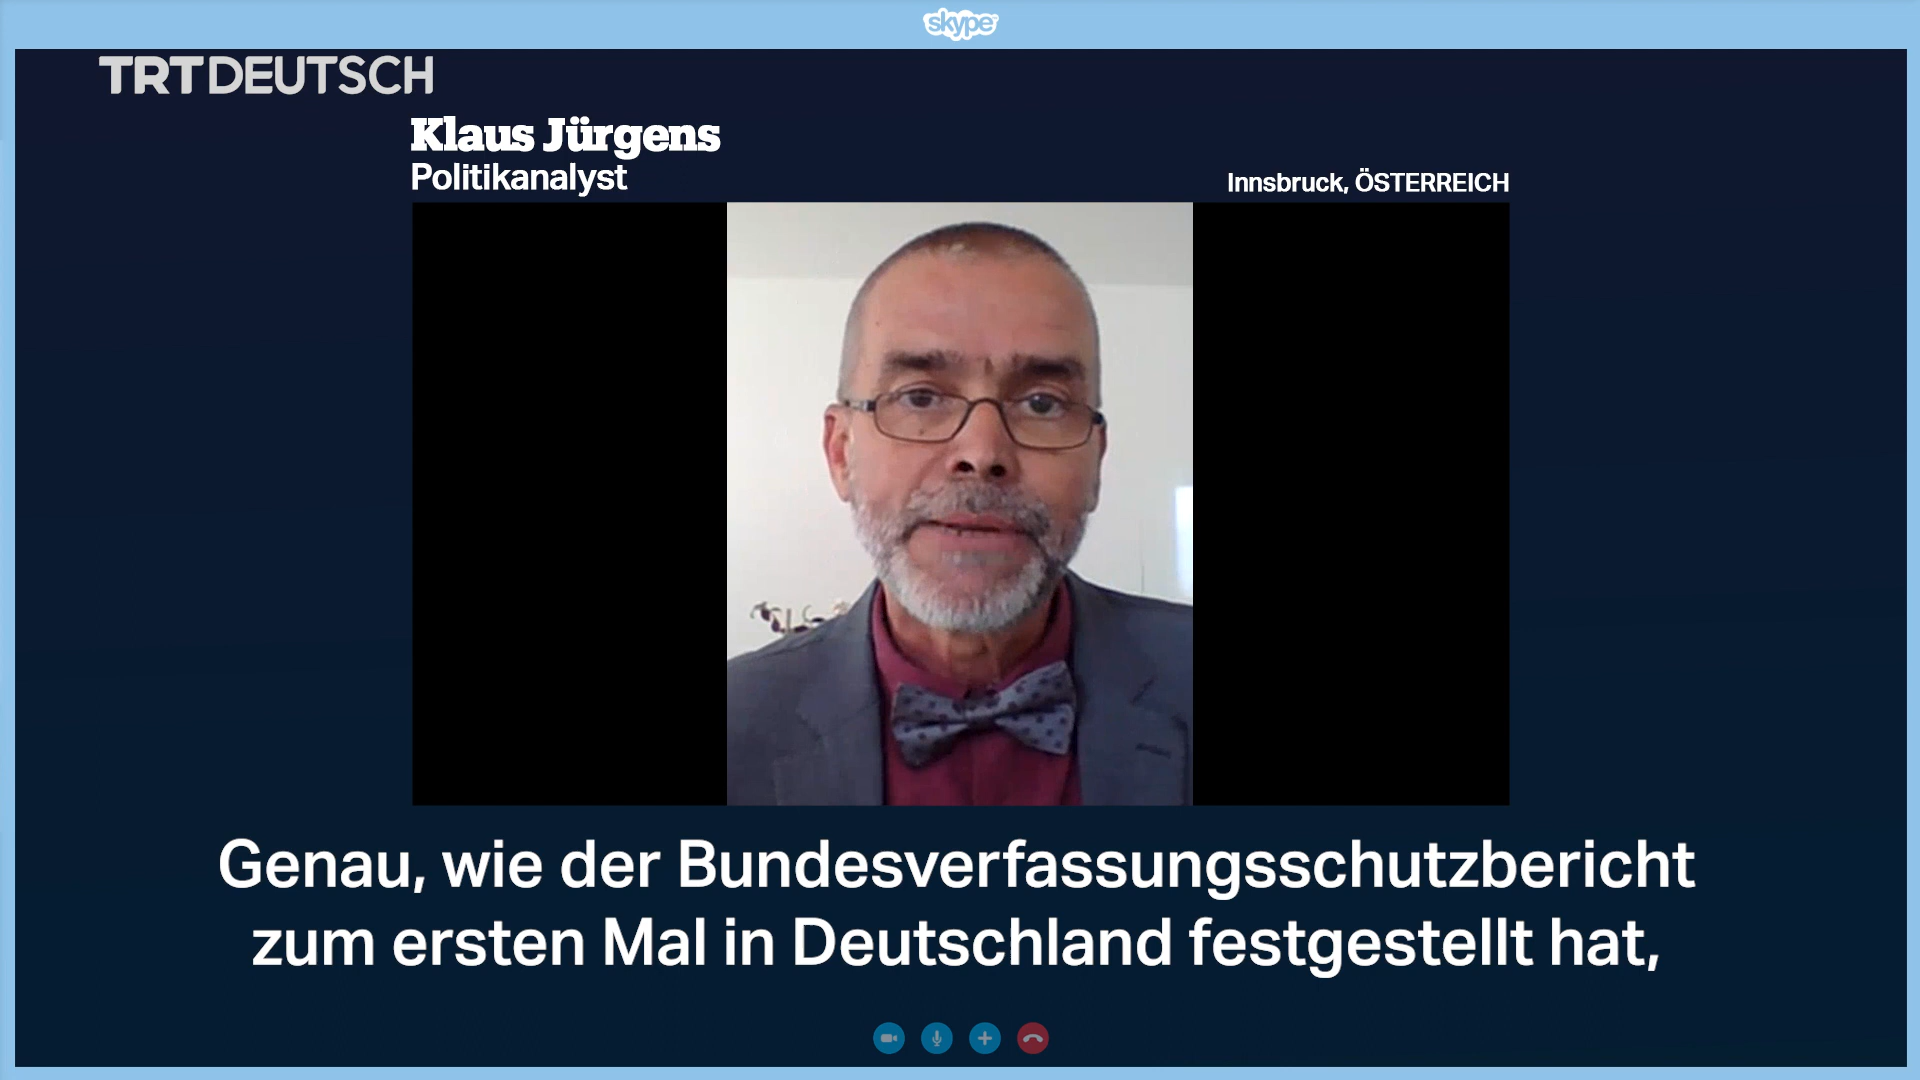 skype
TRTDEUTSCH
Klaus Jürgens
Politikanalyst
Innsbruck, ÖSTERREICH
Genau, wie der Bundesverfassungsschutzbericht
zum ersten Mal in Deutschland festgestellt hat,